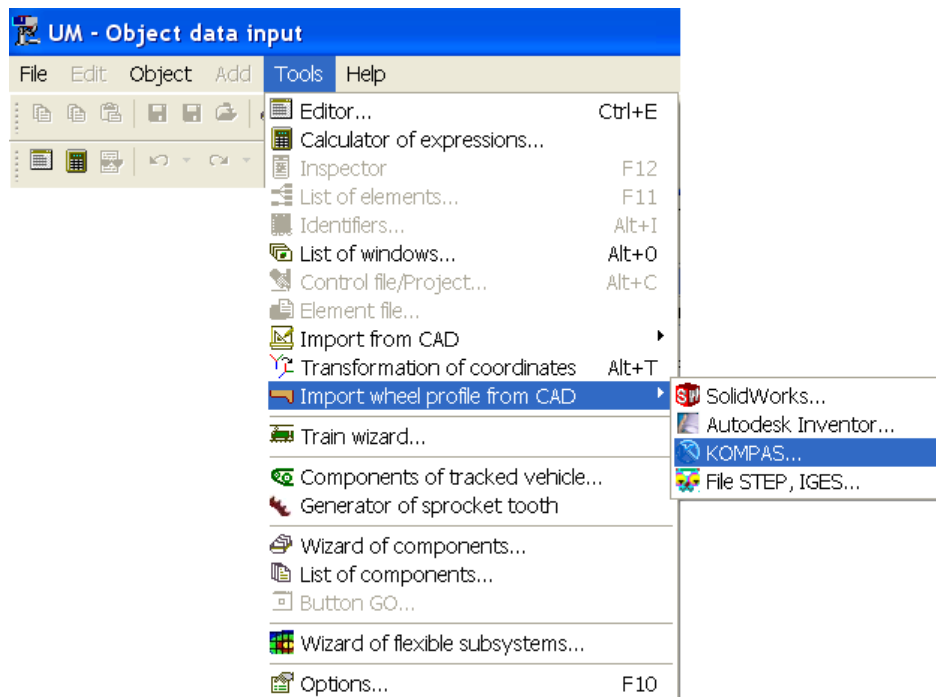 UM - Object data input
File Edit Object Add Tools Help
Editor... Ctrl+E
Calculator of expressions...
Inspector F12
List of elements... F11
Identifiers... Alt+I
List of windows... Alt+0
Control file/Project... Alt+C
Element file...
Import from CAD
Transformation of coordinates Alt+T
Import wheel profile from CAD
SolidWorks...
Autodesk Inventor...
KOMPAS...
File STEP, IGES...
Train wizard...
Components of tracked vehicle...
Generator of sprocket tooth
Wizard of components...
List of components...
Button GO...
Wizard of flexible subsystems...
Options... F10